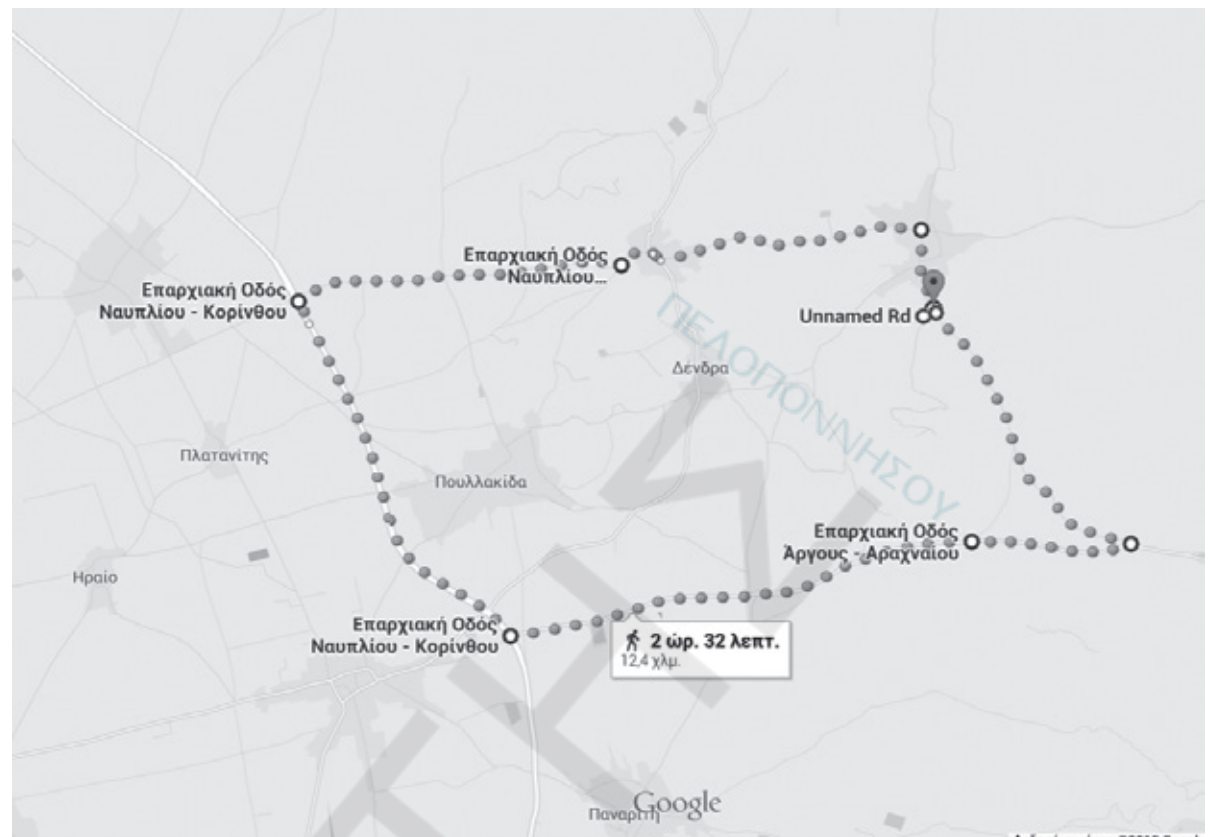 Επαρχιακή Οδός
Ναυπλίου...
Επαρχιακή Οδός
Ναυπλίου - Κορίνθου
Unnamed Rd
ΠΕΛΟΠΟΝΝΗΣΟΥ
Δένδρα
Πλατανίτης
Πουλλακίδα
Επαρχιακή Οδός
Άργους - Αραχναίου
Ηραίο
Επαρχιακή Οδός
Ναυπλίου - Κορίνθου
2 ώρ. 32 λεπτ.
12,4 χλμ.
Παναρίτη
Google